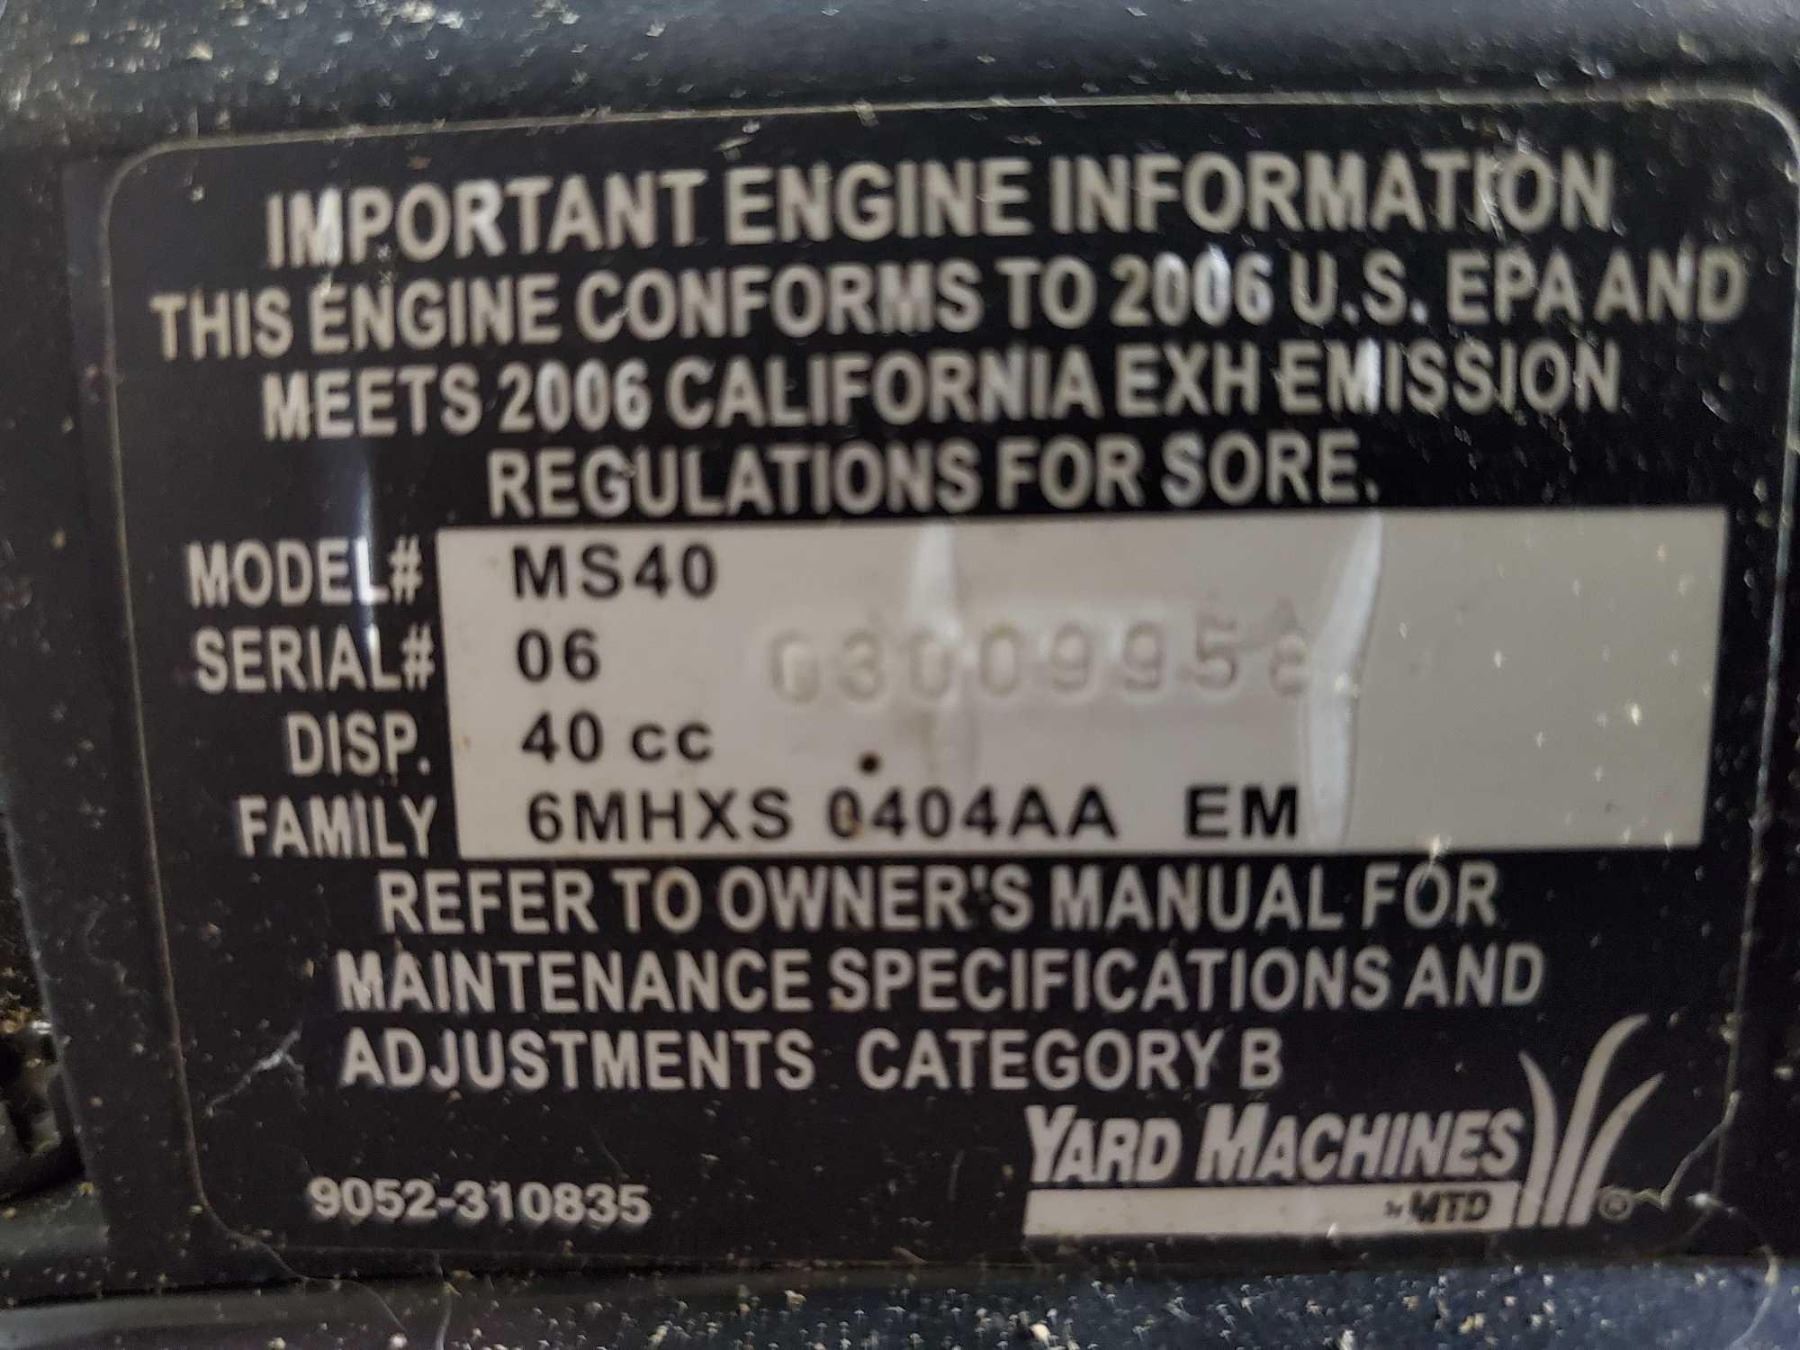 IMPORTANT ENGINE INFORMATION
THIS ENGINE CONFORMS TO 2006 U.S. EPA AND
MEETS 2006 CALIFORNIA EXH EMISSION
REGULATIONS FOR SORE.
MODEL# MS40
SERIAL# 06
DISP. 40 cc
FAMILY 6MHXS 0404AA EM
REFER TO OWNER'S MANUAL FOR
MAINTENANCE SPECIFICATIONS AND
ADJUSTMENTS CATEGORY B
YARD MACHINES
by MTD
9052-310835